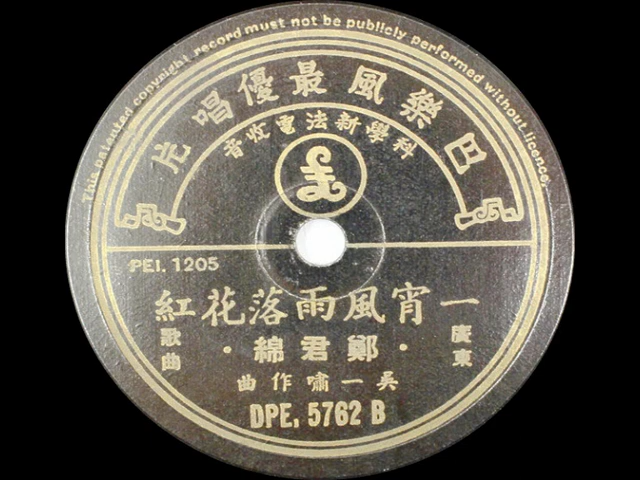 This patented copyright record must not be publicly performed without licence.
巴樂風最優唱片
科學新法電收音
PEI. 1205
一宵風雨落花紅
廣東
歌曲
·鄭君綿·
吳一嘯作曲
DPE. 5762 B